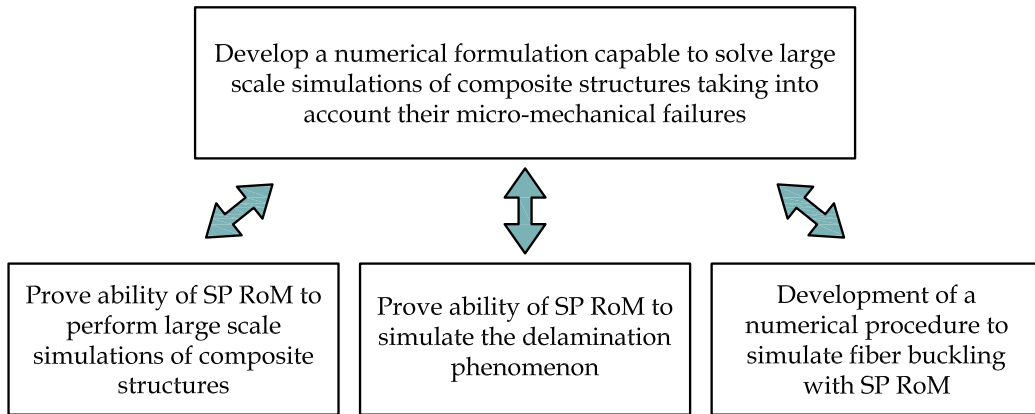 Develop a numerical formulation capable to solve large
scale simulations of composite structures taking into
account their micro-mechanical failures
Prove ability of SP RoM to
perform large scale
simulations of composite
structures
Prove ability of SP RoM to
simulate the delamination
phenomenon
Development of a
numerical procedure to
simulate fiber buckling
with SP RoM